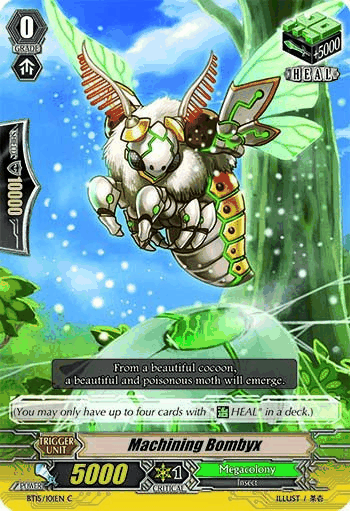 0
GRADE
+5000
HEAL
SHIELD
10000
From a beautiful cocoon,
a beautiful and poisonous moth will emerge.
(You may only have up to four cards with "HEAL" in a deck.)
TRIGGER
UNIT
Machining Bombyx
POWER
5000
1
CRITICAL
Megacolony
Insect
BT15/101EN C
ILLUST / 茶壱